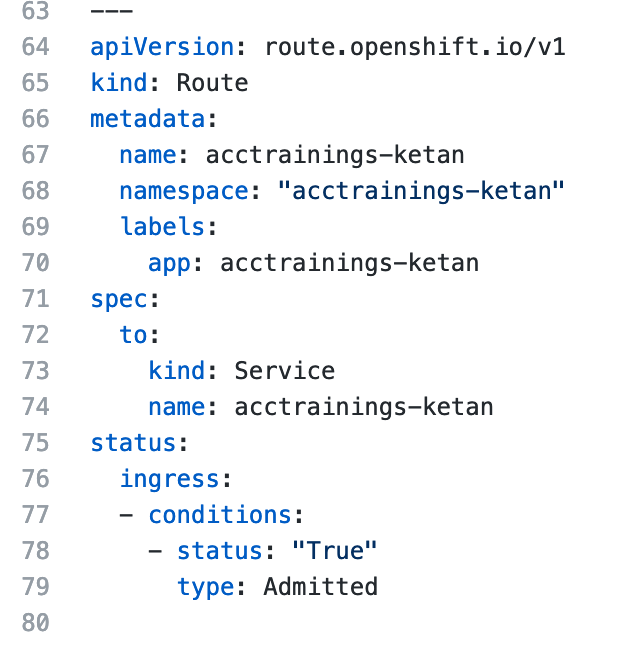 63 ---
64 apiVersion: route.openshift.io/v1
65 kind: Route
66 metadata:
67   name: acctrainings-ketan
68   namespace: "acctrainings-ketan"
69   labels:
70     app: acctrainings-ketan
71 spec:
72   to:
73     kind: Service
74     name: acctrainings-ketan
75 status:
76   ingress:
77   - conditions:
78     - status: "True"
79       type: Admitted
80